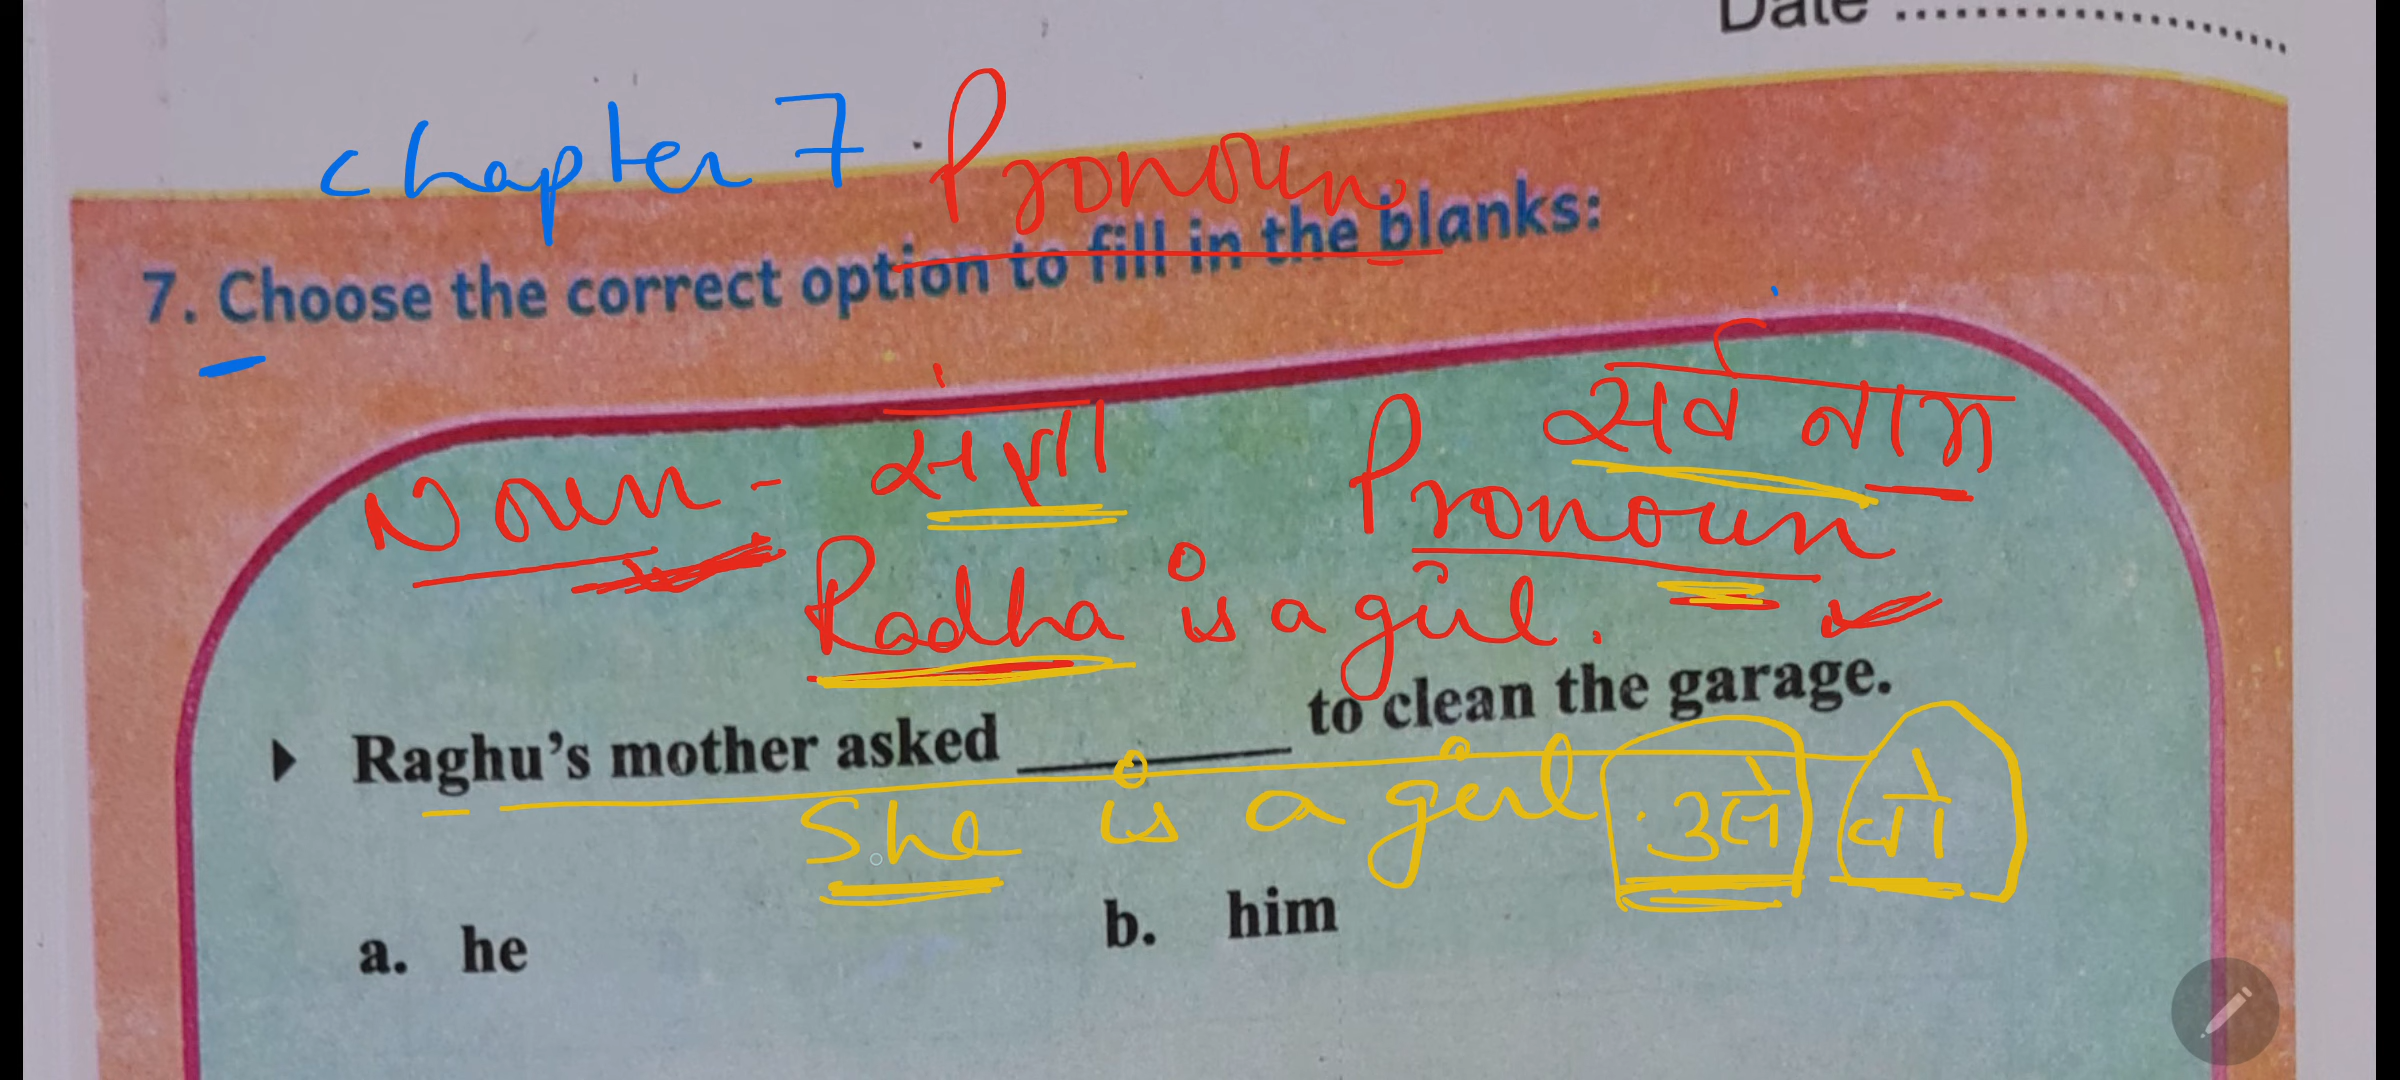 Date ........................
Chapter 7 Pronoun
7. Choose the correct option to fill in the blanks:
Noun - संज्ञा
सर्वनाम
Pronoun
Radha is a girl.
Raghu's mother asked ________ to clean the garage.
She is a girl. उसे वो
a. he b. him